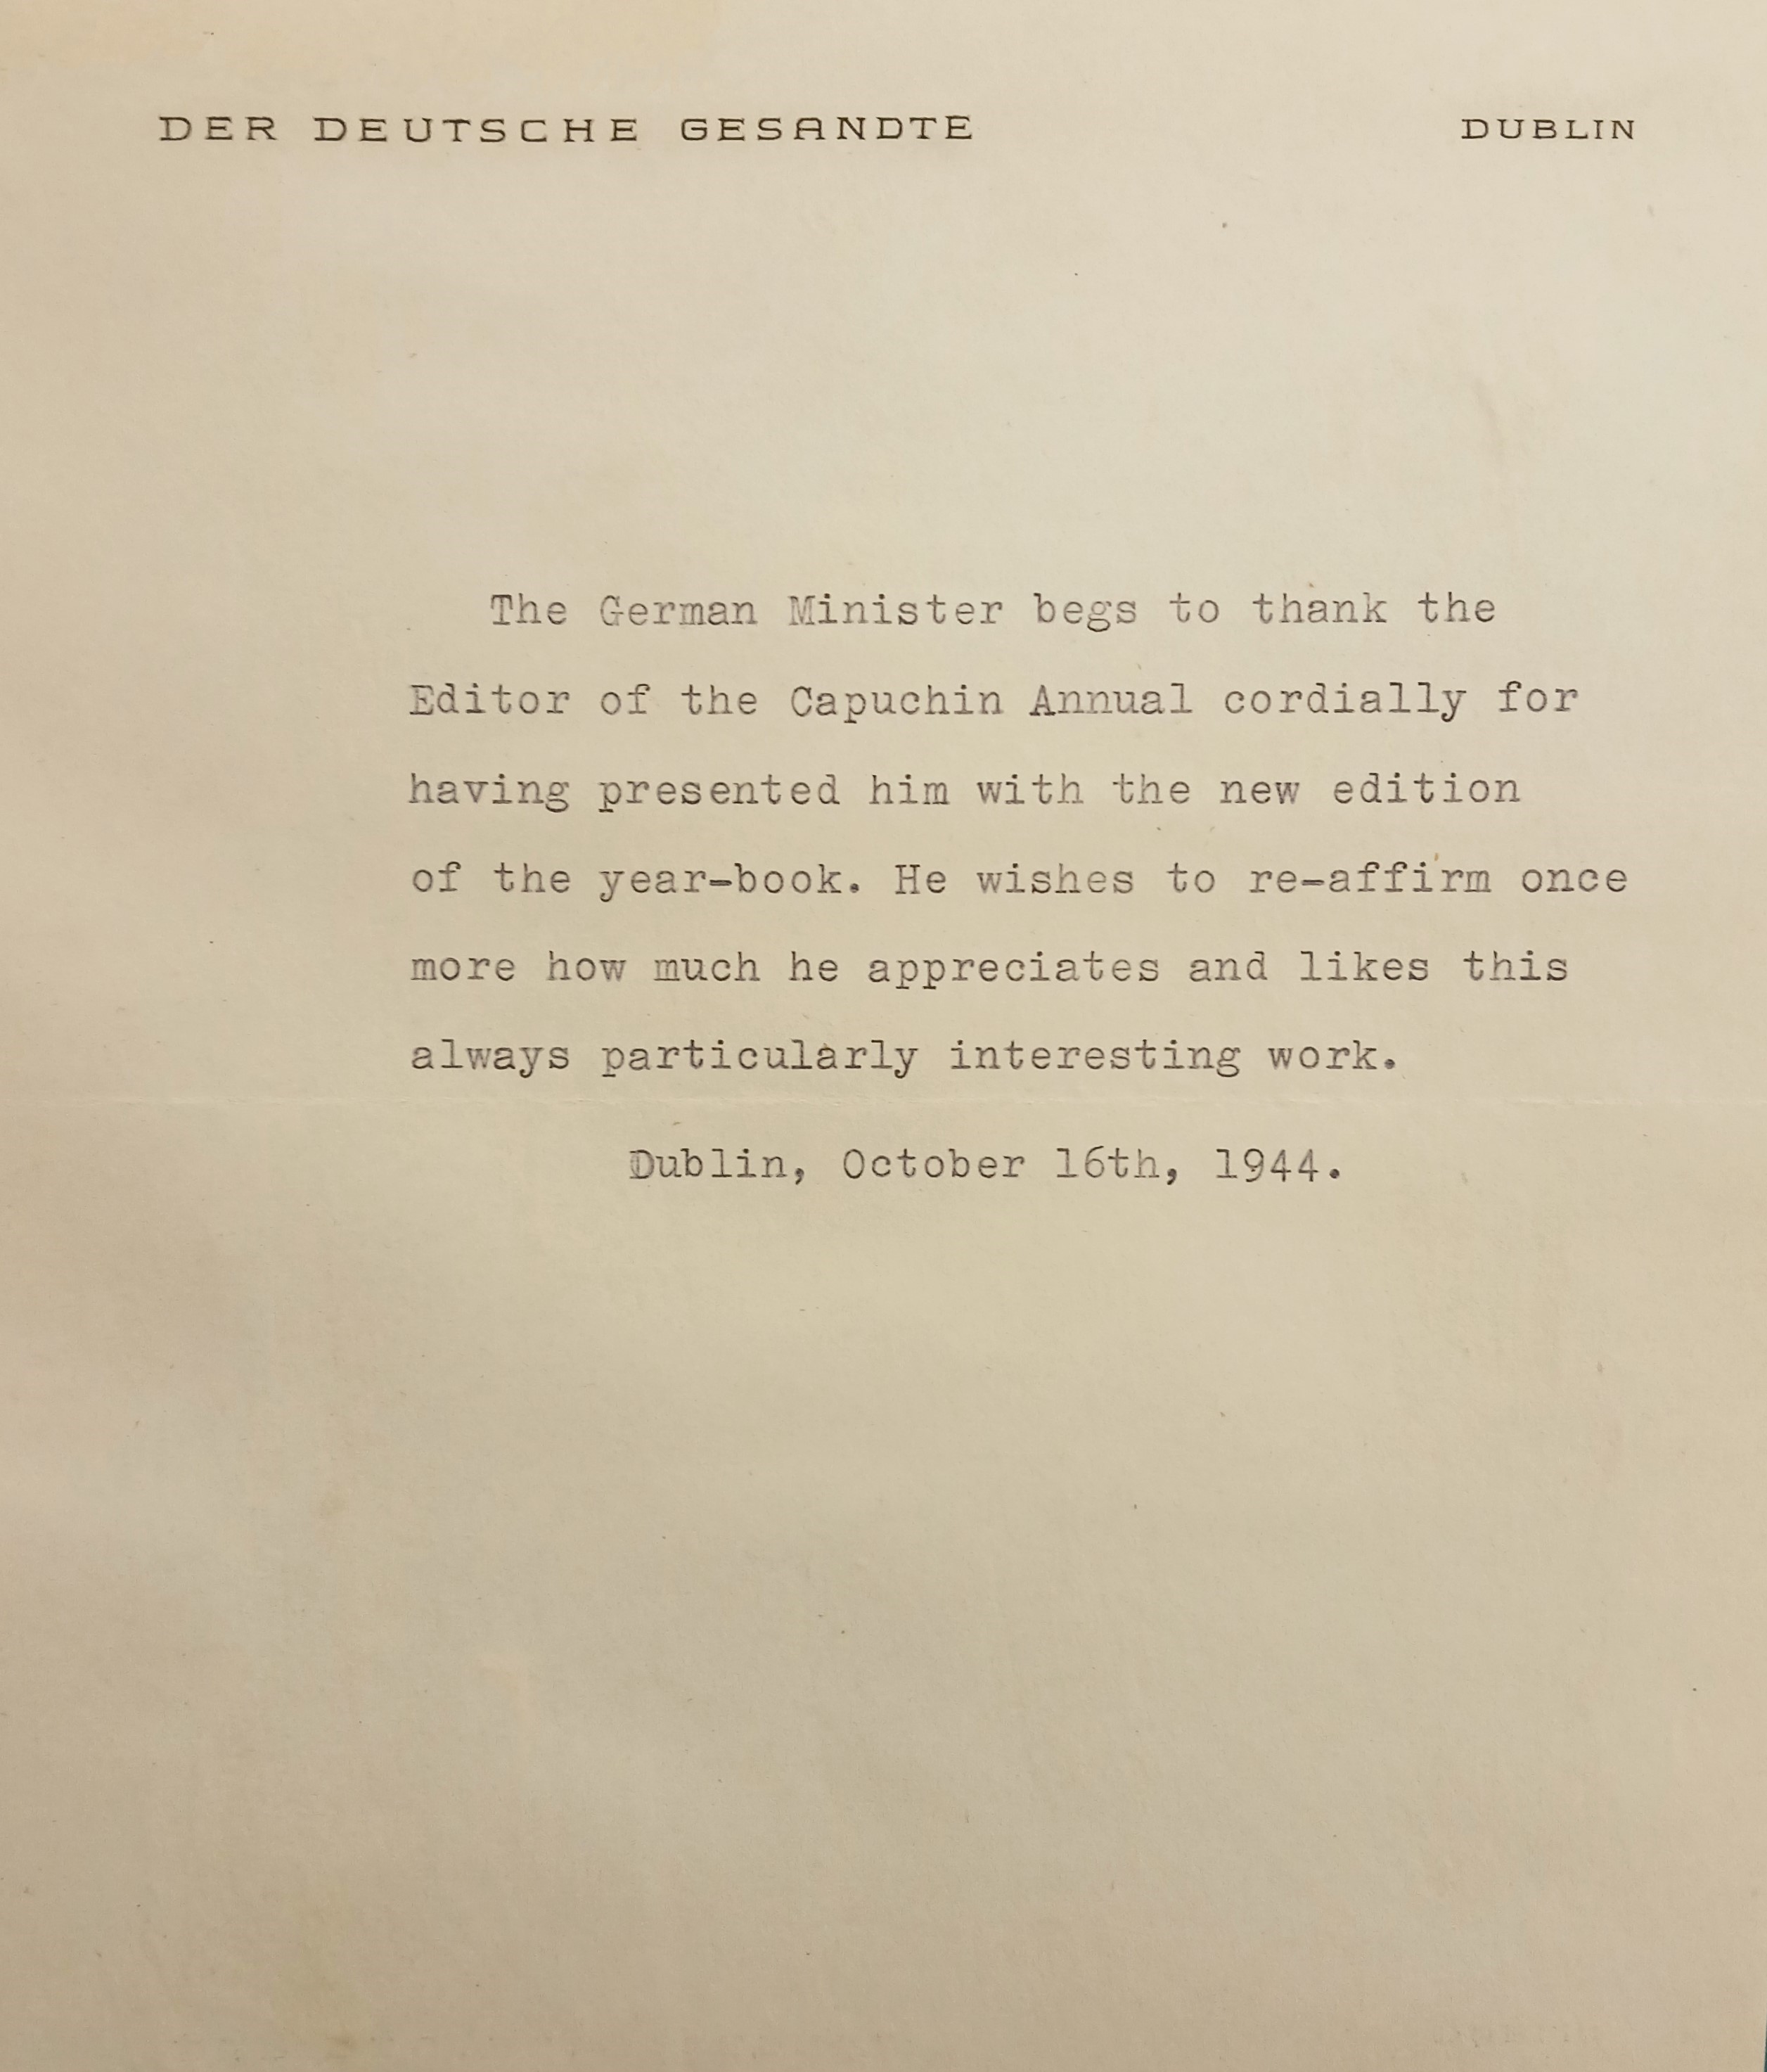 DER DEUTSCHE GESANDTE DUBLIN
The German Minister begs to thank the
Editor of the Capuchin Annual cordially for
having presented him with the new edition
of the year-book. He wishes to re-affirm once
more how much he appreciates and likes this
always particularly interesting work.
Dublin, October 16th, 1944.